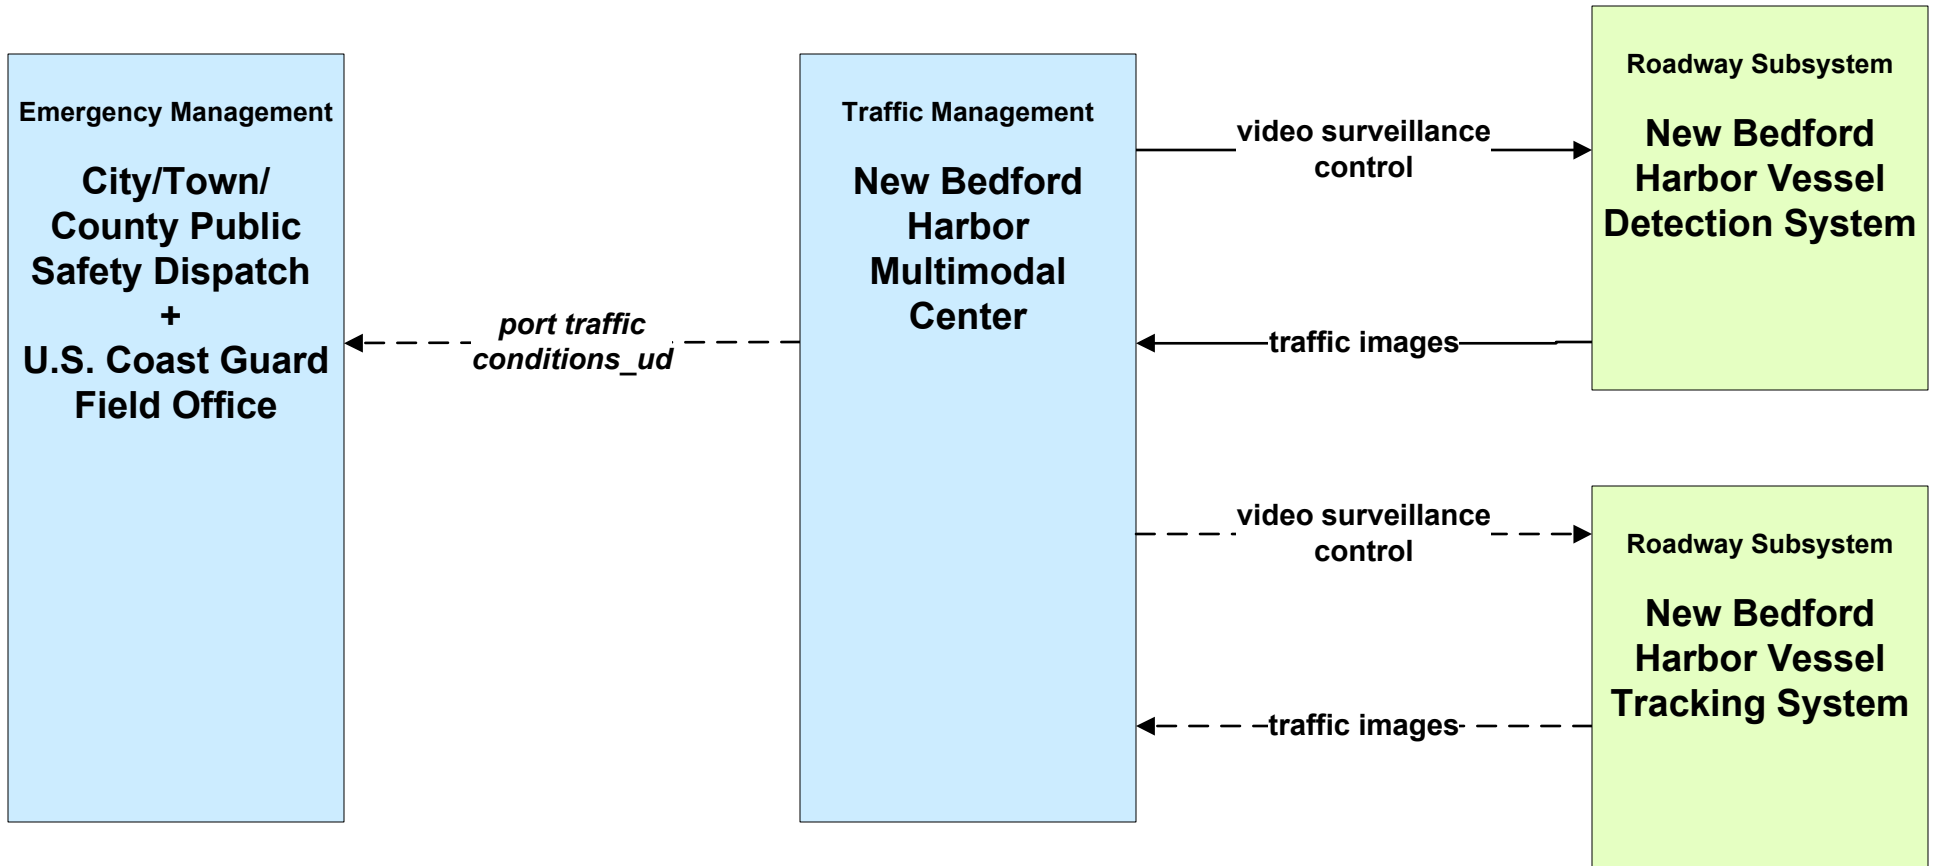 Emergency Management
City/Town/
County Public
Safety Dispatch
+
U.S. Coast Guard
Field Office
port traffic
conditions_ud
Traffic Management
New Bedford
Harbor
Multimodal
Center
video surveillance
control
traffic images
video surveillance
control
traffic images
Roadway Subsystem
New Bedford
Harbor Vessel
Detection System
Roadway Subsystem
New Bedford
Harbor Vessel
Tracking System